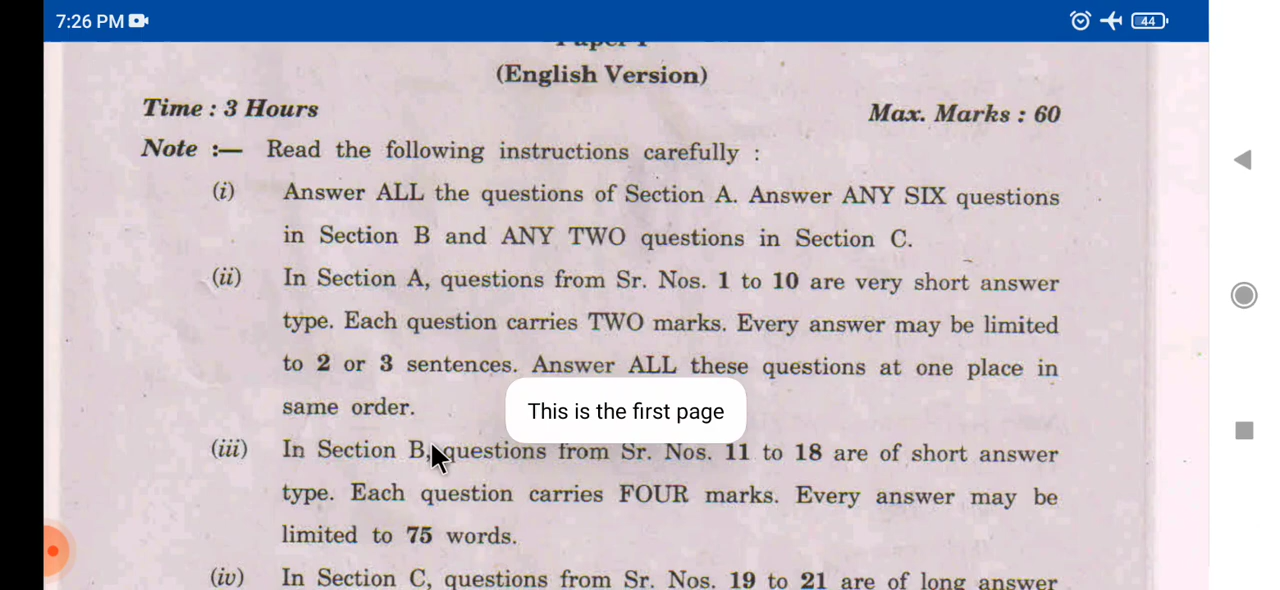 7:26 PM
44
Paper I
(English Version)
Time : 3 Hours
Max. Marks : 60
Note :— Read the following instructions carefully :
(i) Answer ALL the questions of Section A. Answer ANY SIX questions
in Section B and ANY TWO questions in Section C.
(ii) In Section A, questions from Sr. Nos. 1 to 10 are very short answer
type. Each question carries TWO marks. Every answer may be limited
to 2 or 3 sentences. Answer ALL these questions at one place in
same order.
This is the first page
(iii) In Section B, questions from Sr. Nos. 11 to 18 are of short answer
type. Each question carries FOUR marks. Every answer may be
limited to 75 words.
(iv) In Section C, questions from Sr. Nos. 19 to 21 are of long answer